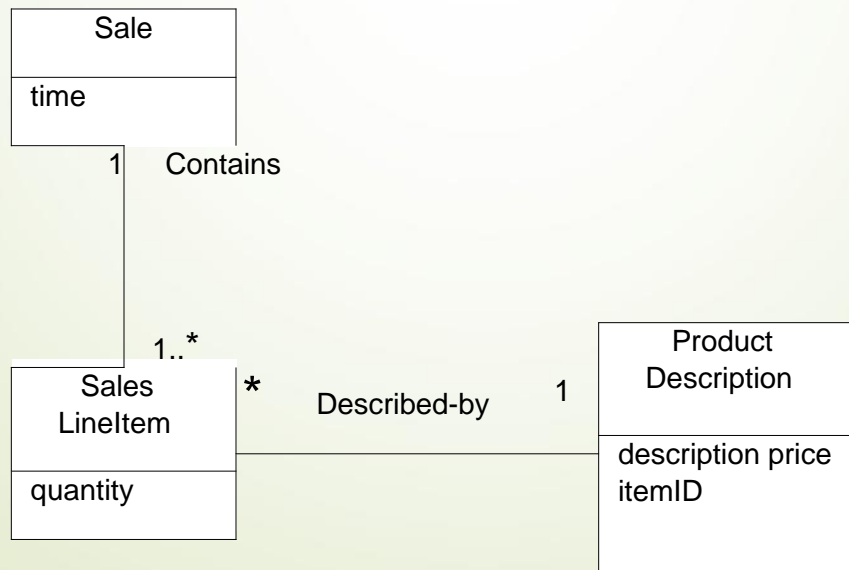 Sale
time
1 Contains
1..*
Sales
LineItem
quantity
* Described-by 1
Product
Description
description price
itemID